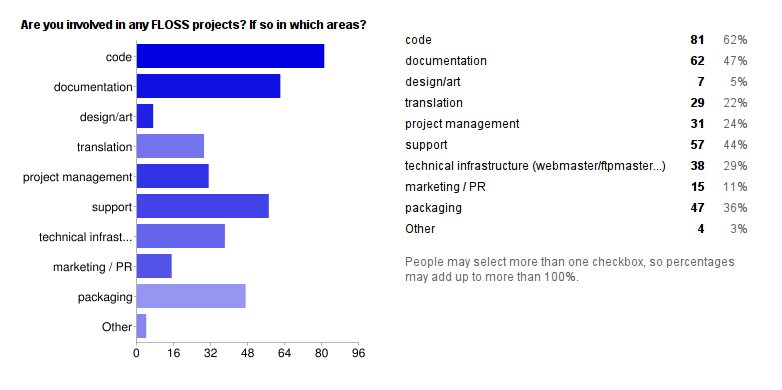 Are you involved in any FLOSS projects? If so in which areas?
code
documentation
design/art
translation
project management
support
technical infrast...
marketing / PR
packaging
Other
0 16 32 48 64 80 96
code 81 62%
documentation 62 47%
design/art 7 5%
translation 29 22%
project management 31 24%
support 57 44%
technical infrastructure (webmaster/ftpmaster...) 38 29%
marketing / PR 15 11%
packaging 47 36%
Other 4 3%
People may select more than one checkbox, so percentages
may add up to more than 100%.